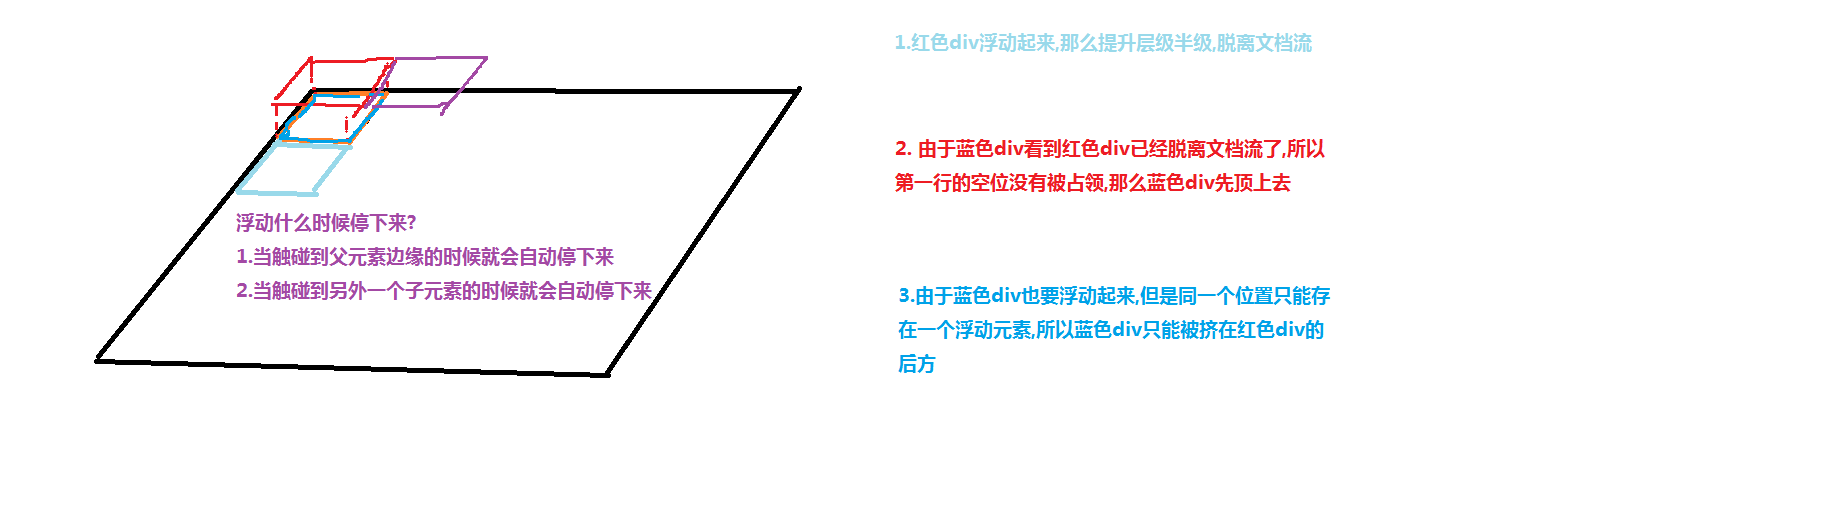 1.红色div浮动起来,那么提升层级半级,脱离文档流
2. 由于蓝色div看到红色div已经脱离文档流了,所以
第一行的空位没有被占领,那么蓝色div先顶上去
浮动什么时候停下来?
1.当触碰到父元素边缘的时候就会自动停下来
2.当触碰到另外一个子元素的时候就会自动停下来
3.由于蓝色div也要浮动起来,但是同一个位置只能存
在一个浮动元素,所以蓝色div只能被挤在红色div的
后方